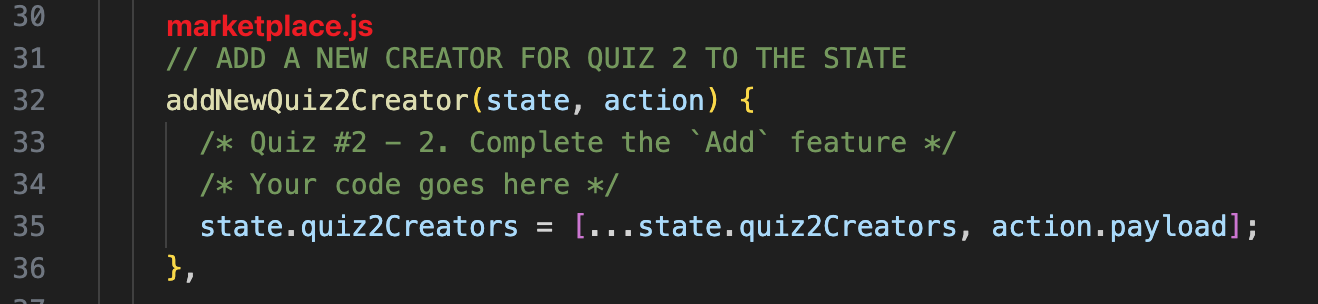 30
marketplace.js
31 // ADD A NEW CREATOR FOR QUIZ 2 TO THE STATE
32 addNewQuiz2Creator(state, action) {
33 /* Quiz #2 - 2. Complete the `Add` feature */
34 /* Your code goes here */
35 state.quiz2Creators = [...state.quiz2Creators, action.payload];
36 },
37